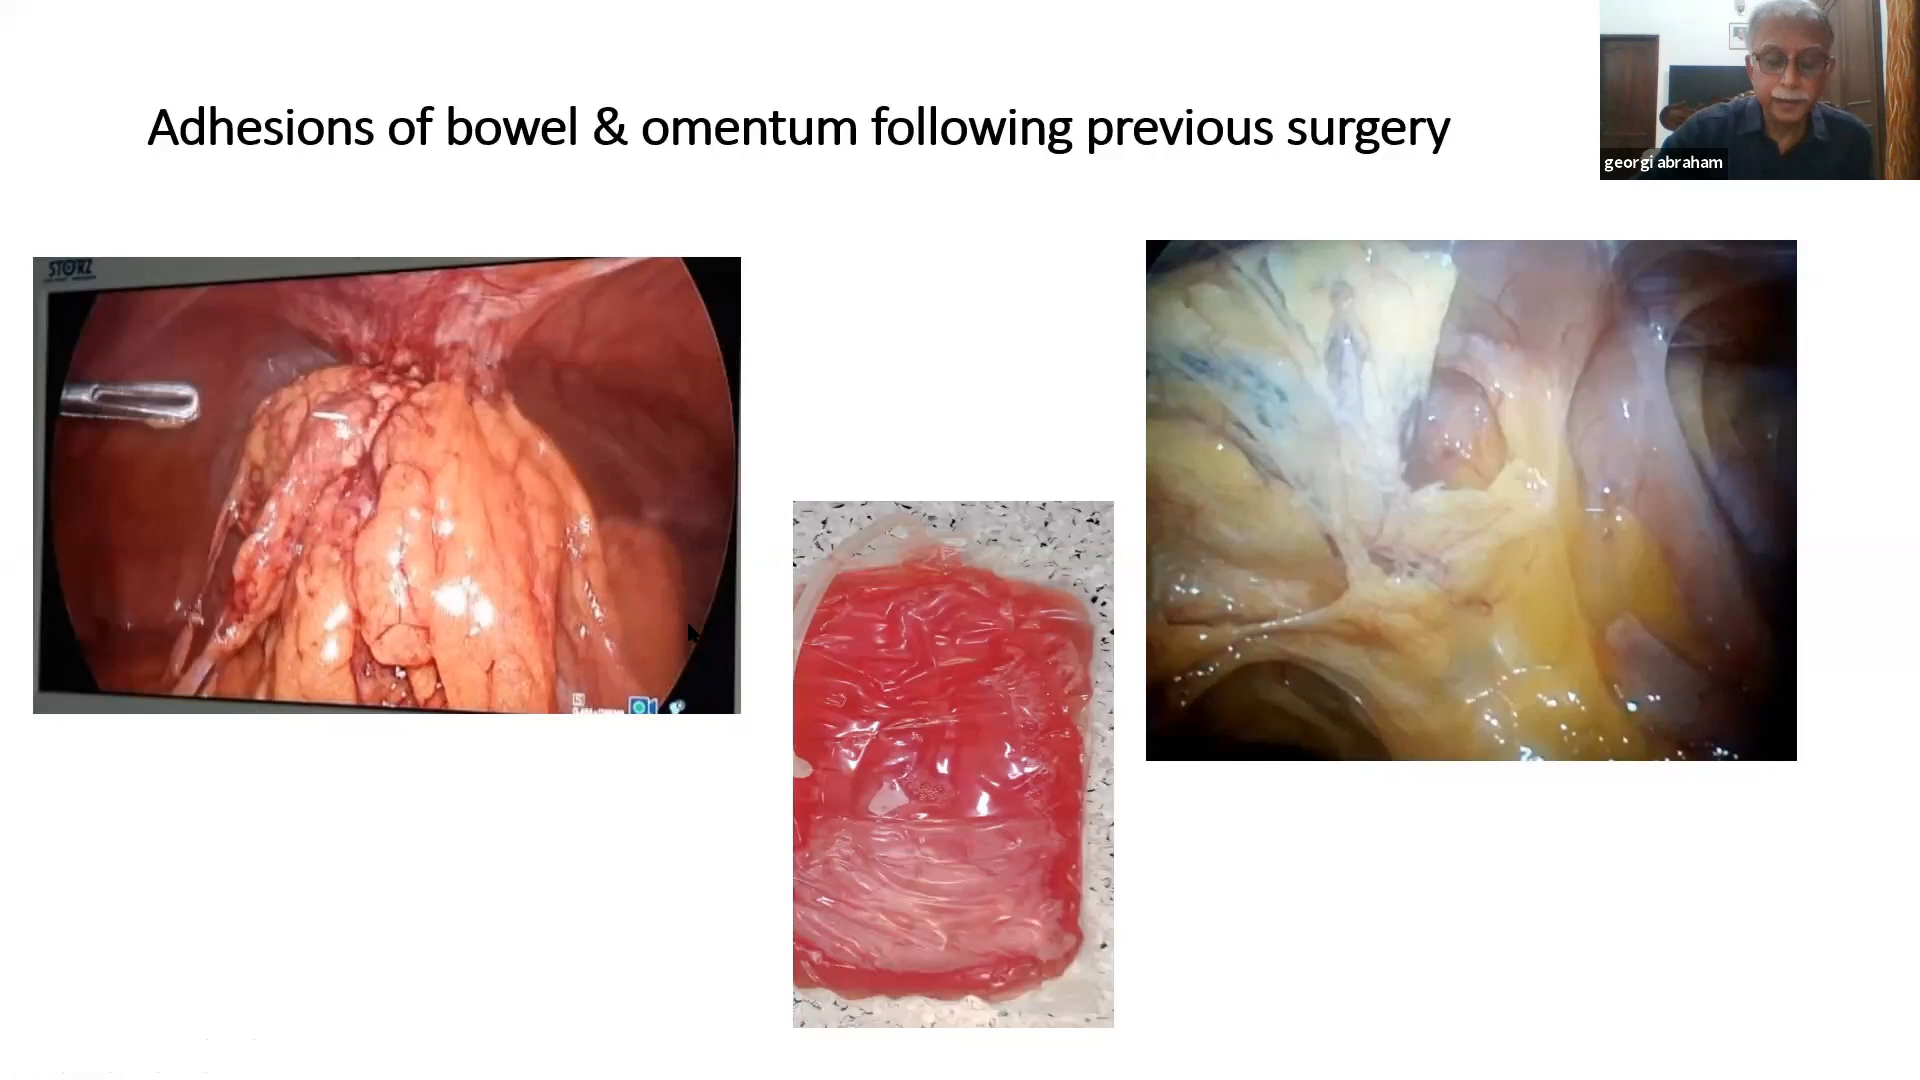 Adhesions of bowel & omentum following previous surgery
georgi abraham
STORZ